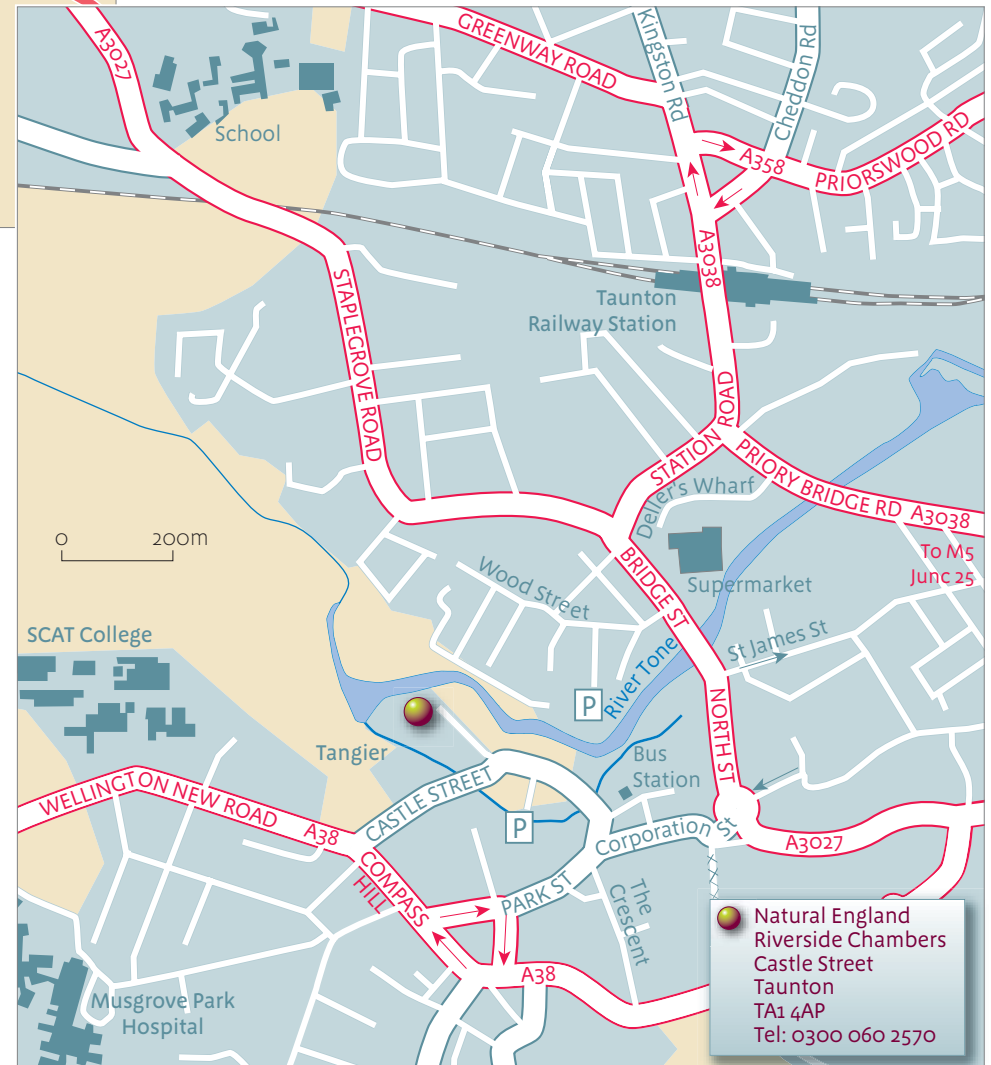 A3027
GREENWAY ROAD
Kingston Rd
Cheddon Rd
School
A358
PRIORSWOOD RD
A3038
Taunton
Railway Station
STAPLEGROVE ROAD
STATION ROAD
PRIORY BRIDGE RD A3038
Deller's Wharf
To M5
Junc 25
0 200m
BRIDGE ST
Supermarket
Wood Street
SCAT College
St James St
River Tone
P
NORTH ST
Tangier
Bus
Station
WELLINGTON NEW ROAD A38
CASTLE STREET
P
Corporation St
A3027
COMPASS
HILL
PARK ST
The
Crescent
A38
Musgrove Park
Hospital
Natural England
Riverside Chambers
Castle Street
Taunton
TA1 4AP
Tel: 0300 060 2570